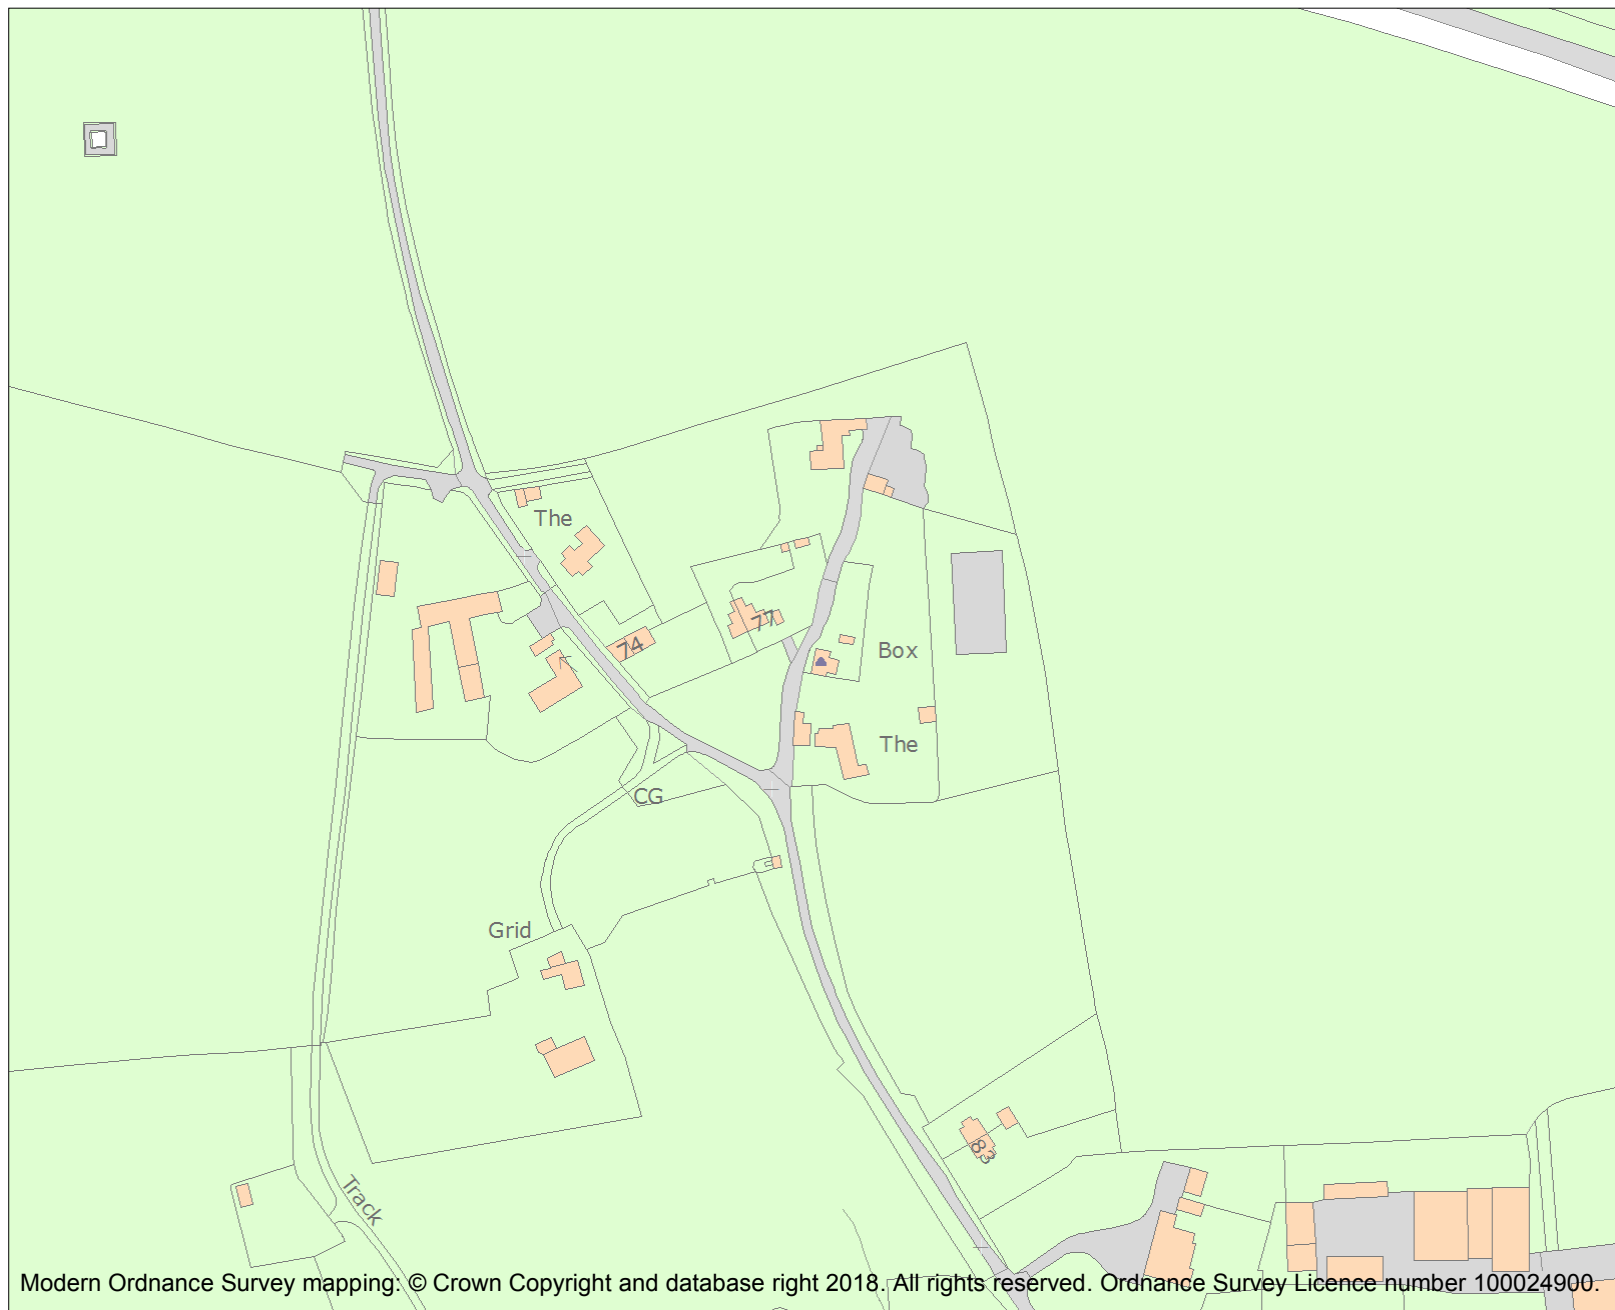 The
74
77
Box
The
CG
Grid
83
Track
Modern Ordnance Survey mapping: © Crown Copyright and database right 2018. All rights reserved. Ordnance Survey Licence number 100024900.